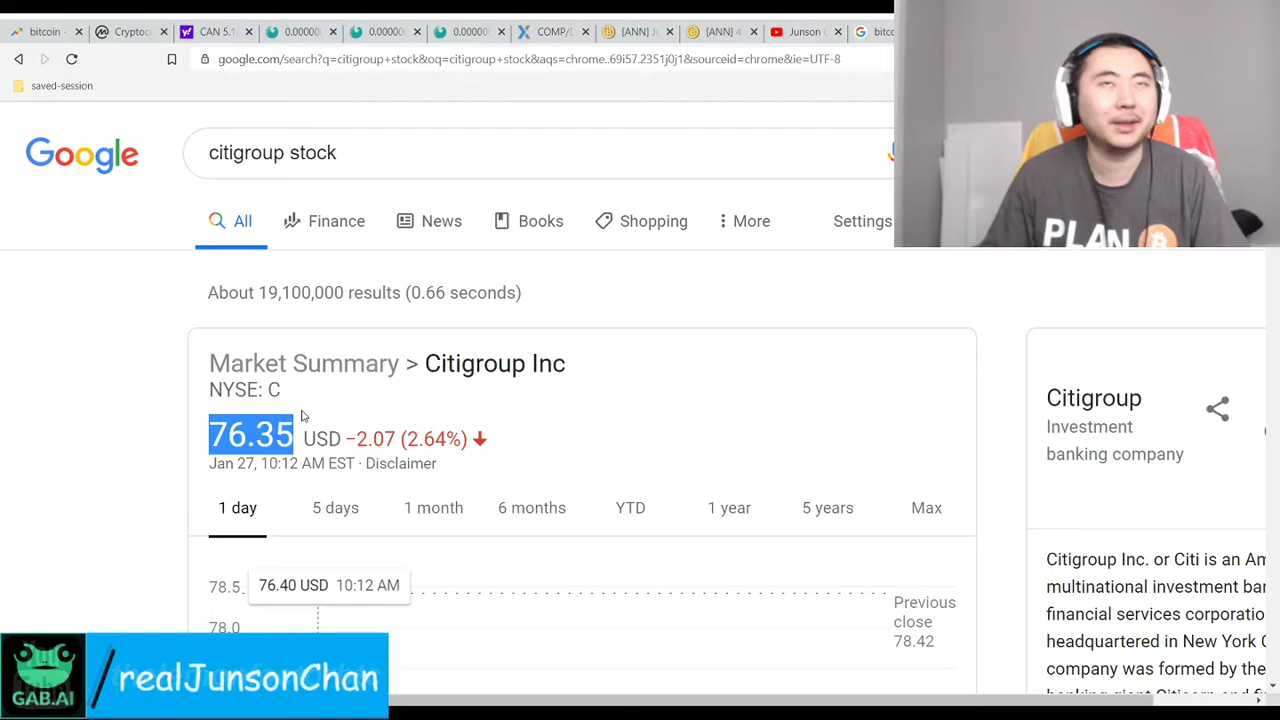 bitcoin -
Cryptoc
CAN 5.1
0.00000
0.00000
0.00000
COMP/
[ANN]
[ANN] 4
Junson
bitc
google.com/search?q=citigroup+stock&oq=citigroup+stock&aqs=chrome..69i57.2351j0j1&sourceid=chrome&ie=UTF-8
saved-session
Google
citigroup stock
All
Finance
News
Books
Shopping
More
Settings
PLAN
About 19,100,000 results (0.66 seconds)
Market Summary > Citigroup Inc
NYSE: C
76.35 USD −2.07 (2.64%)
Jan 27, 10:12 AM EST · Disclaimer
1 day
5 days
1 month
6 months
YTD
1 year
5 years
Max
78.5
76.40 USD 10:12 AM
78.0
Previous
close
78.42
Citigroup
Investment
banking company
Citigroup Inc. or Citi is an Am
multinational investment ban
financial services corporatio
headquartered in New York C
company was formed by the
GAB.AI
/realJunsonChan